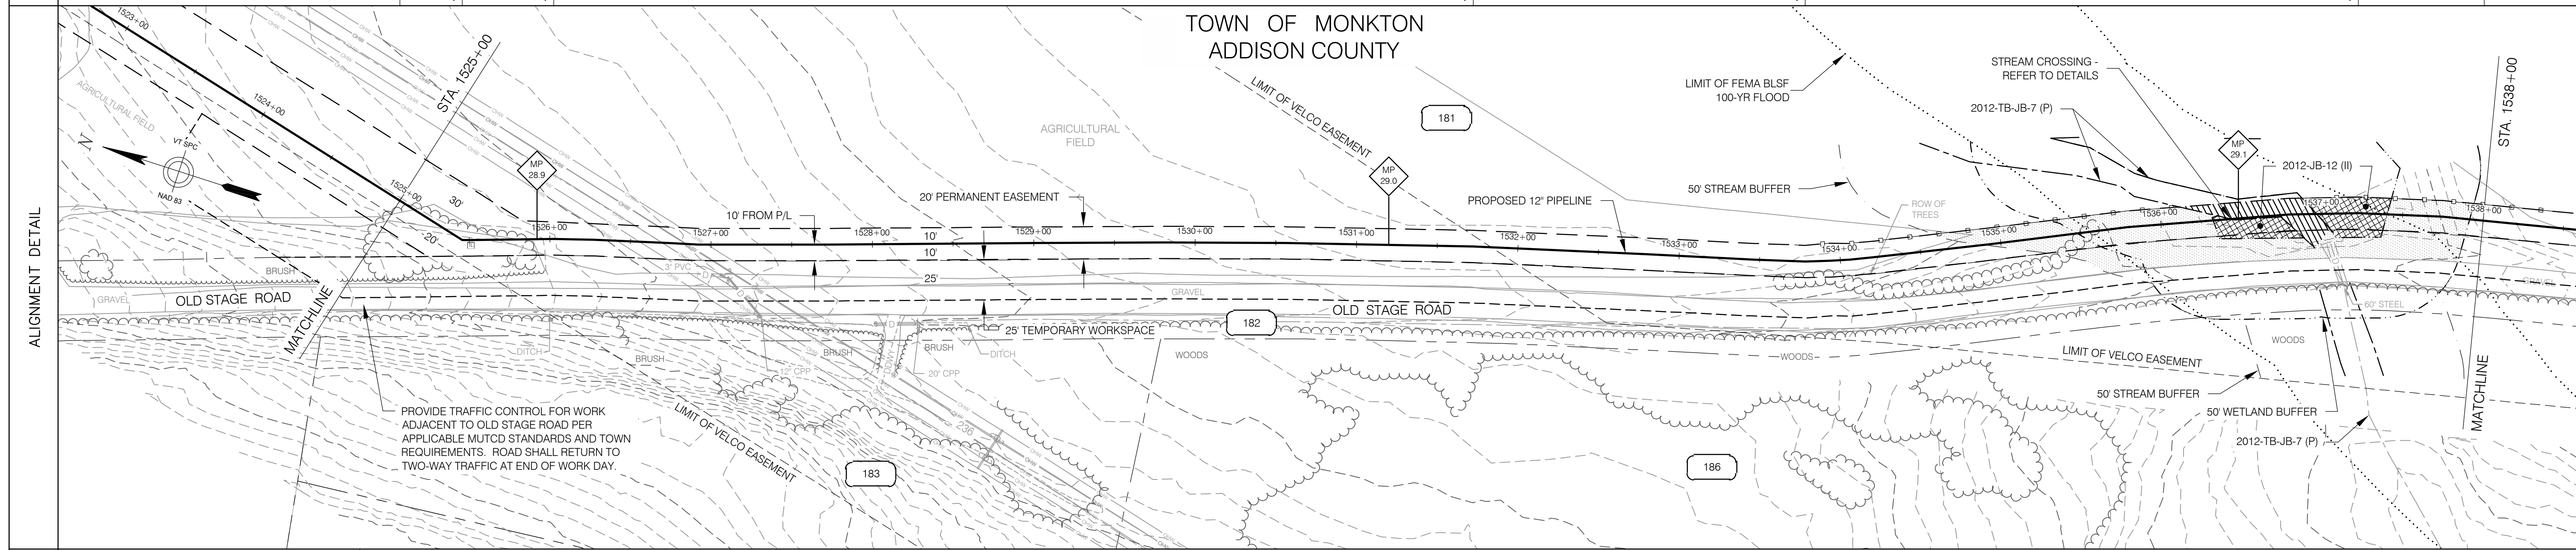 TOWN OF MONKTON
ADDISON COUNTY
ALIGNMENT DETAIL
1523+00
1524+00
STA. 1525+00
1525+00
AGRICULTURAL FIELD
N
VT SPC
NAD 83
30'
20'
MP
28.9
1526+00
10' FROM P/L
1527+00
1528+00
10'
10'
25'
20' PERMANENT EASEMENT
1529+00
1530+00
AGRICULTURAL
FIELD
LIMIT OF VELCO EASEMENT
181
MP
29.0
1531+00
PROPOSED 12" PIPELINE
1532+00
1533+00
1534+00
LIMIT OF FEMA BLSF
100-YR FLOOD
50' STREAM BUFFER
ROW OF
TREES
1535+00
STREAM CROSSING -
REFER TO DETAILS
2012-TB-JB-7 (P)
1536+00
MP
29.1
2012-JB-12 (II)
1537+00
1538+00
STA. 1538+00
BRUSH
GRAVEL
OLD STAGE ROAD
MATCHLINE
3" PVC
D
D
GRAVEL
182
OLD STAGE ROAD
25' TEMPORARY WORKSPACE
DITCH
BRUSH
12" CPP
BRUSH
D
BRUSH
DITCH
20" CPP
WOODS
WOODS
60" STEEL
GRAVEL
WOODS
LIMIT OF VELCO EASEMENT
50' STREAM BUFFER
50' WETLAND BUFFER
2012-TB-JB-7 (P)
MATCHLINE
PROVIDE TRAFFIC CONTROL FOR WORK
ADJACENT TO OLD STAGE ROAD PER
APPLICABLE MUTCD STANDARDS AND TOWN
REQUIREMENTS. ROAD SHALL RETURN TO
TWO-WAY TRAFFIC AT END OF WORK DAY.
LIMIT OF VELCO EASEMENT
183
236
186